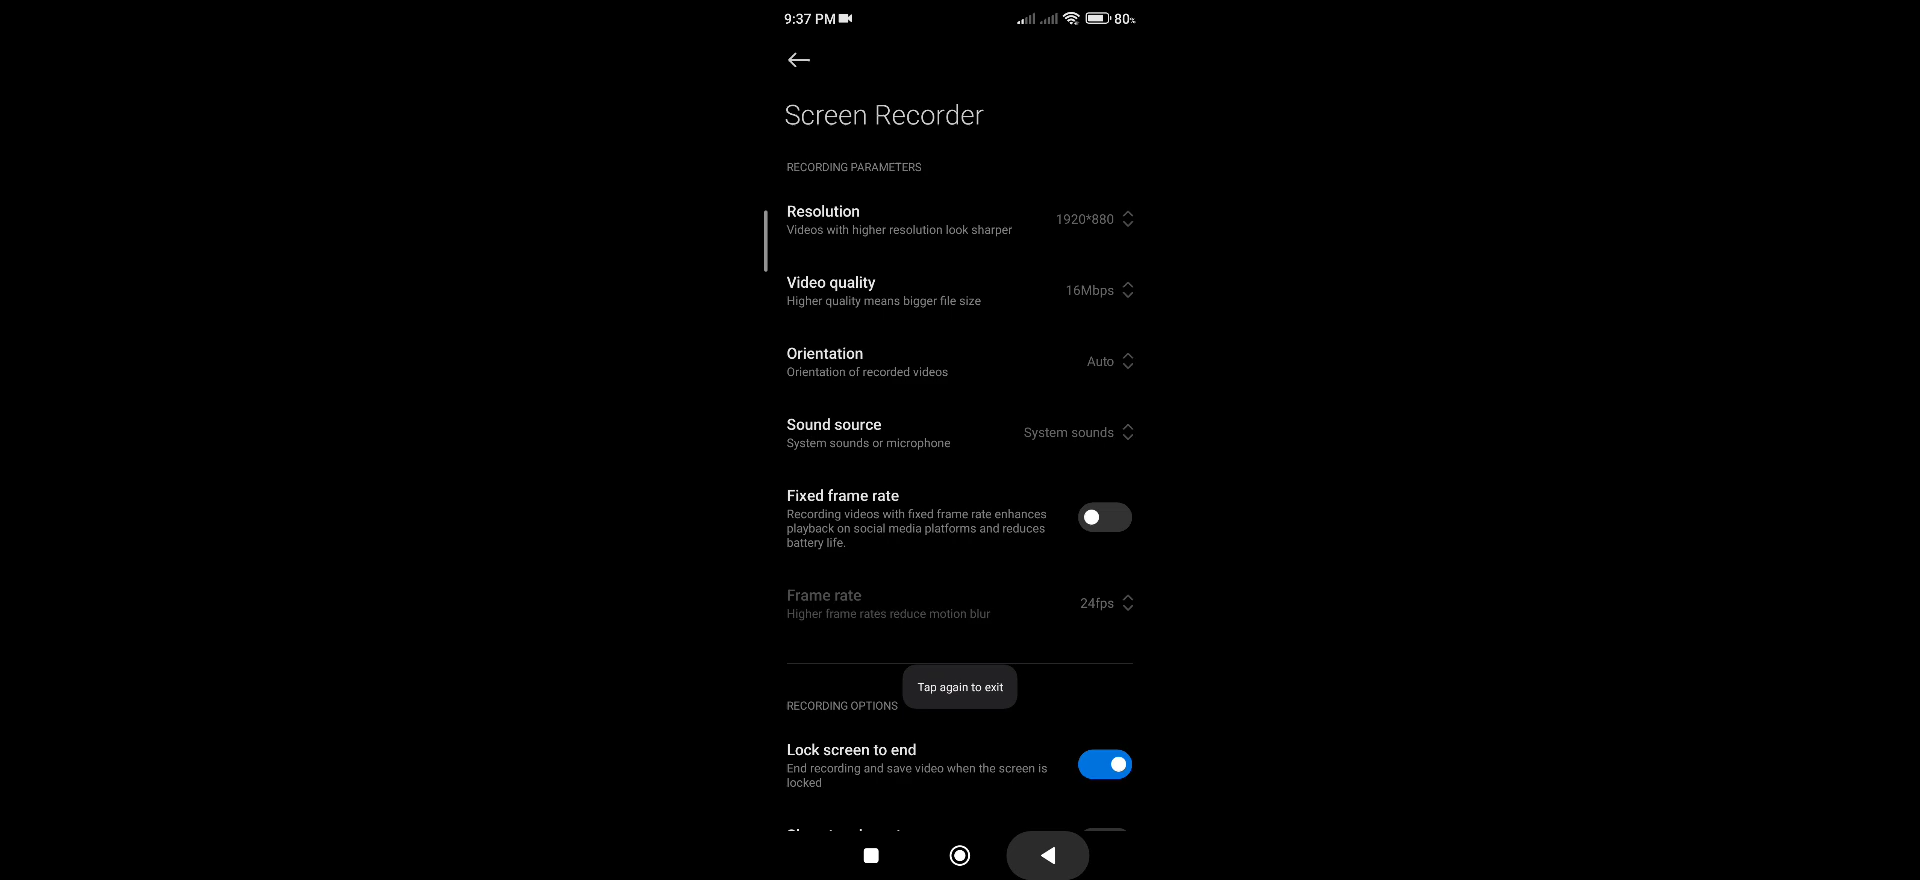 9:37 PM
80%
Screen Recorder
RECORDING PARAMETERS
Resolution
Videos with higher resolution look sharper
1920*880
Video quality
Higher quality means bigger file size
16Mbps
Orientation
Orientation of recorded videos
Auto
Sound source
System sounds or microphone
System sounds
Fixed frame rate
Recording videos with fixed frame rate enhances
playback on social media platforms and reduces
battery life.
Frame rate
Higher frame rates reduce motion blur
24fps
Tap again to exit
RECORDING OPTIONS
Lock screen to end
End recording and save video when the screen is
locked